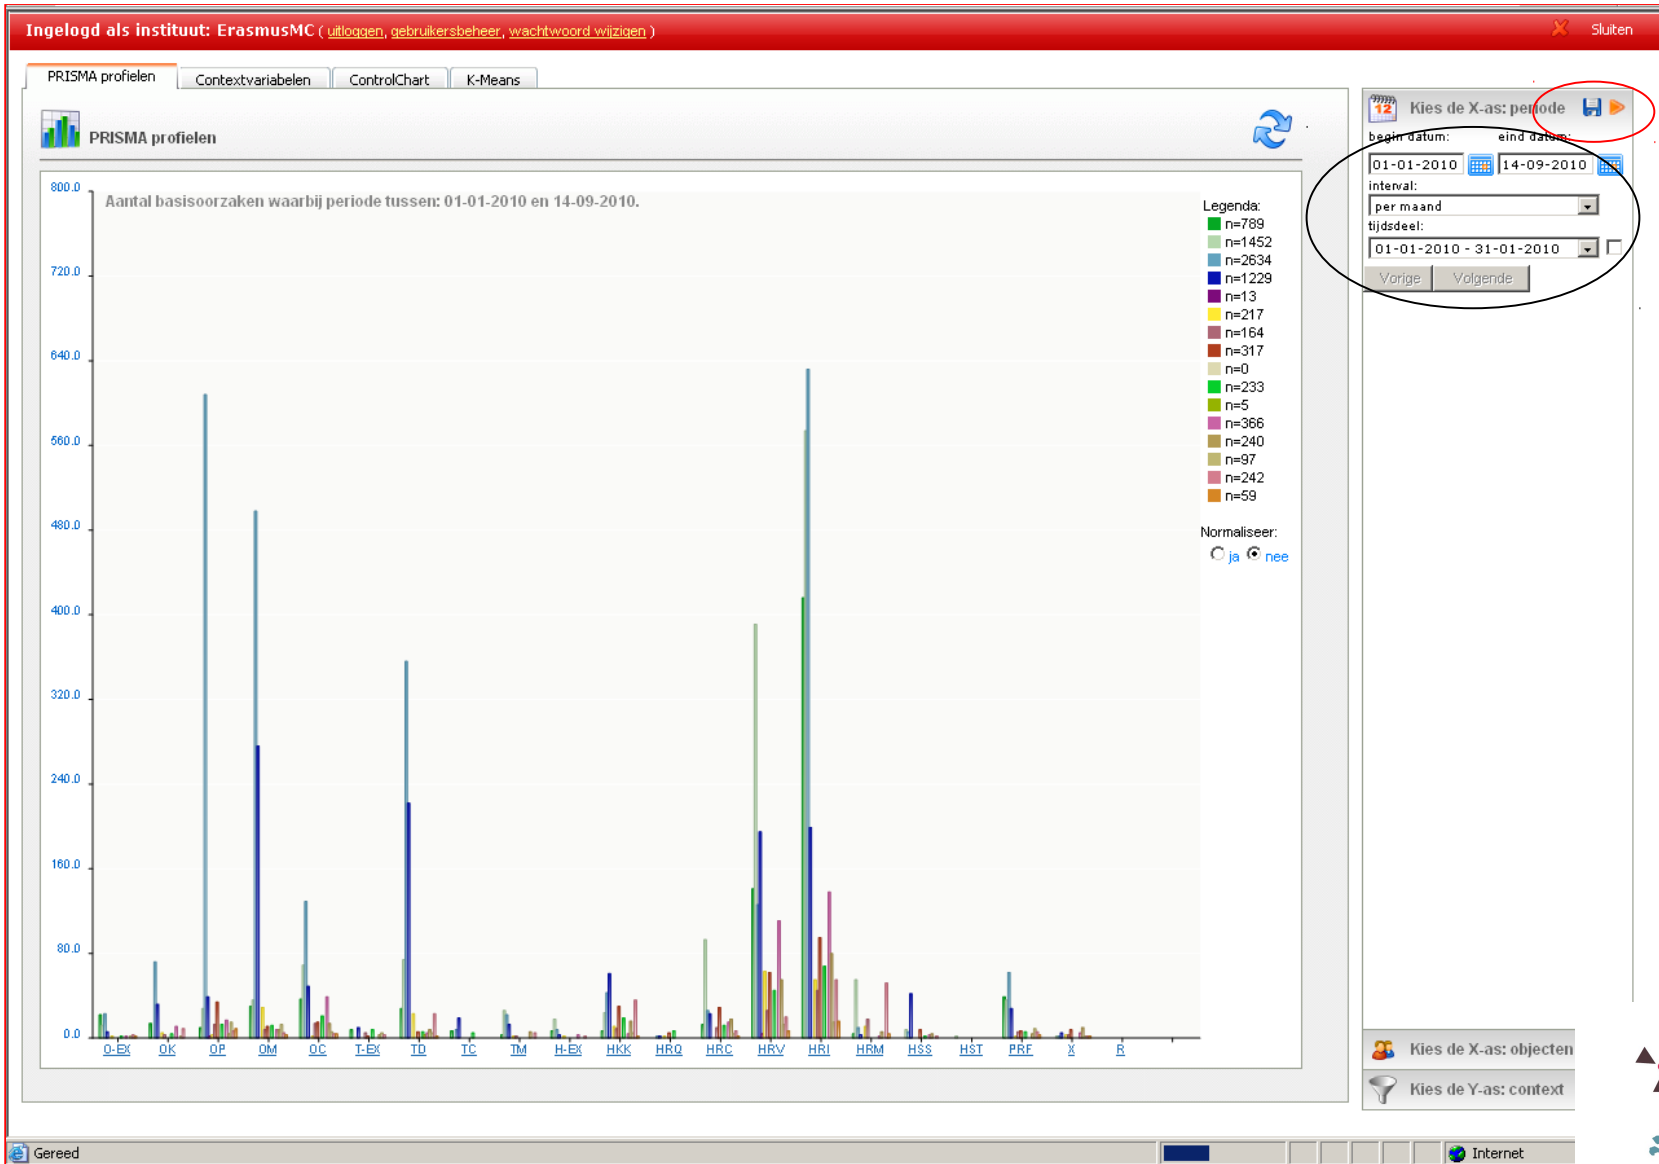 Ingelogd als instituut: ErasmusMC ( uitloggen, gebruikersbeheer, wachtwoord wijzigen )
Sluiten
PRISMA profielen
Contextvariabelen
ControlChart
K-Means
PRISMA profielen
Aantal basisoorzaken waarbij periode tussen: 01-01-2010 en 14-09-2010.
800.0
720.0
640.0
560.0
480.0
400.0
320.0
240.0
160.0
80.0
0.0
O-EX OK OP OM OC T-EX TD TC TM H-EX HKK HRQ HRC HRV HRI HRM HSS HST PRF X R
Legenda:
n=789
n=1452
n=2634
n=1229
n=13
n=217
n=164
n=317
n=0
n=233
n=5
n=366
n=240
n=97
n=242
n=59
Normaliseer:
ja nee
12 Kies de X-as: periode
begin datum: eind datum:
01-01-2010 14-09-2010
interval:
per maand
tijdsdeel:
01-01-2010 - 31-01-2010
Vorige Volgende
Kies de X-as: objecten
Kies de Y-as: context
Gereed
Internet